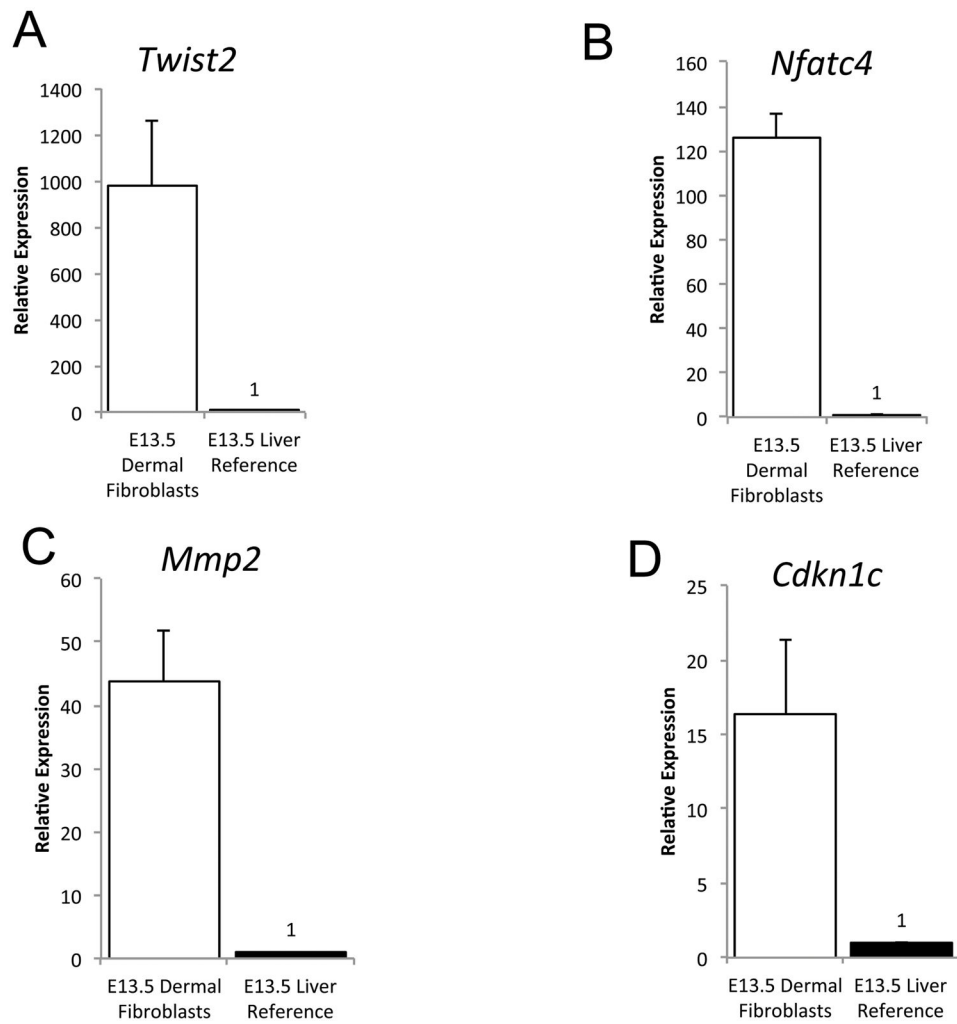 A
Twist2
1400
1200
1000
800
600
400
200
0
Relative Expression
1
E13.5
Dermal
Fibroblasts
E13.5 Liver
Reference
B
Nfatc4
160
140
120
100
80
60
40
20
0
Relative Expression
1
E13.5
Dermal
Fibroblasts
E13.5 Liver
Reference
C
Mmp2
60
50
40
30
20
10
0
Relative Expression
1
E13.5 Dermal
Fibroblasts
E13.5 Liver
Reference
D
Cdkn1c
25
20
15
10
5
0
Relative Expression
1
E13.5 Dermal
Fibroblasts
E13.5 Liver
Reference